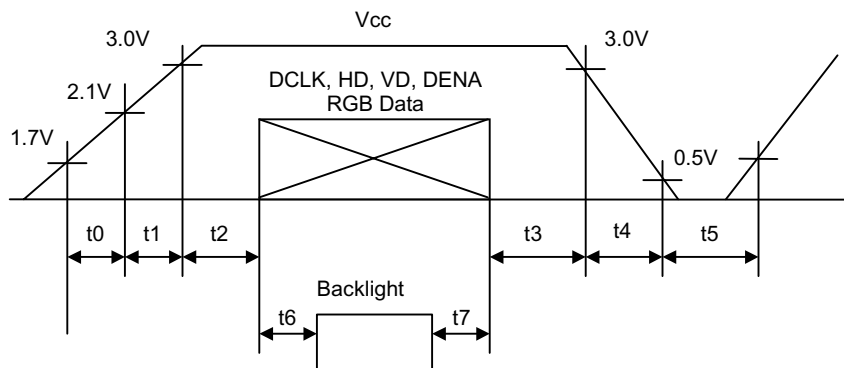 Vcc
3.0V
3.0V
DCLK, HD, VD, DENA
RGB Data
2.1V
1.7V
0.5V
t0
t1
t2
t3
t4
t5
Backlight
t6
t7